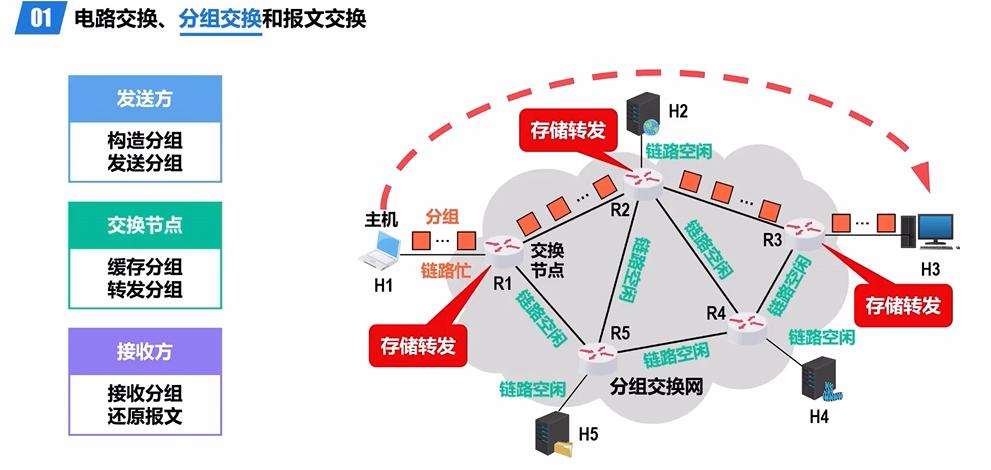 01 电路交换、分组交换和报文交换
发送方
构造分组
发送分组
交换节点
缓存分组
转发分组
接收方
接收分组
还原报文
存储转发
H2
链路空闲
主机
分组
...
...
...
...
R2
R3
H3
H1
链路忙
R1
交换
节点
链路空闲
链路空闲
链路空闲
链路空闲
存储转发
存储转发
R5
R4
链路空闲
链路空闲
链路空闲
分组交换网
H4
H5